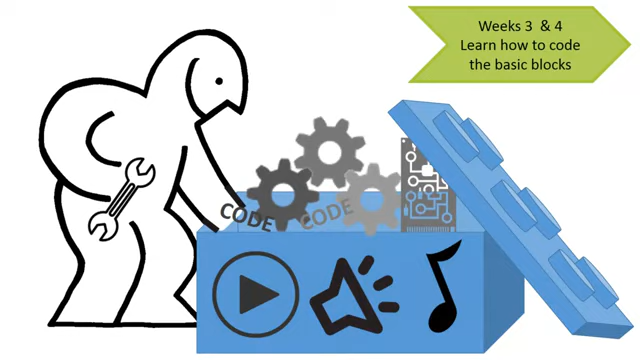 Weeks 3 & 4
Learn how to code
the basic blocks
CODE
CODE